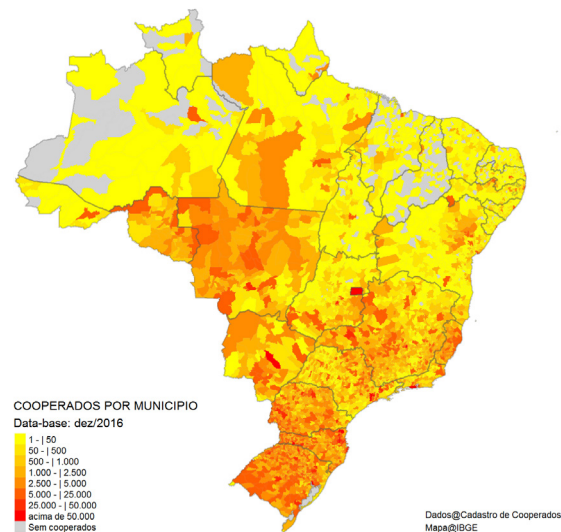 COOPERADOS POR MUNICIPIO
Data-base: dez/2016
1 - | 50
50 - | 500
500 - | 1.000
1.000 - | 2.500
2.500 - | 5.000
5.000 - | 25.000
25.000 - | 50.000
acima de 50.000
Sem cooperados
Dados@Cadastro de Cooperados
Mapa@IBGE